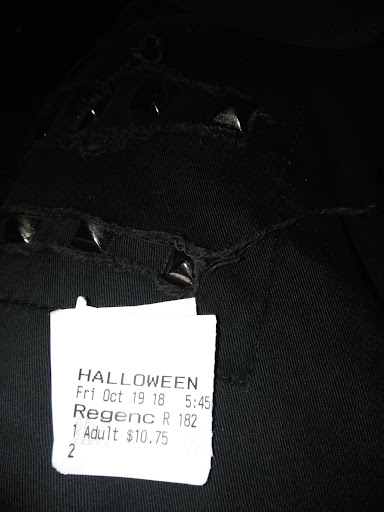 HALLOWEEN
Fri Oct 19 18 5:45
Regenc R 182
1 Adult $10.75
2